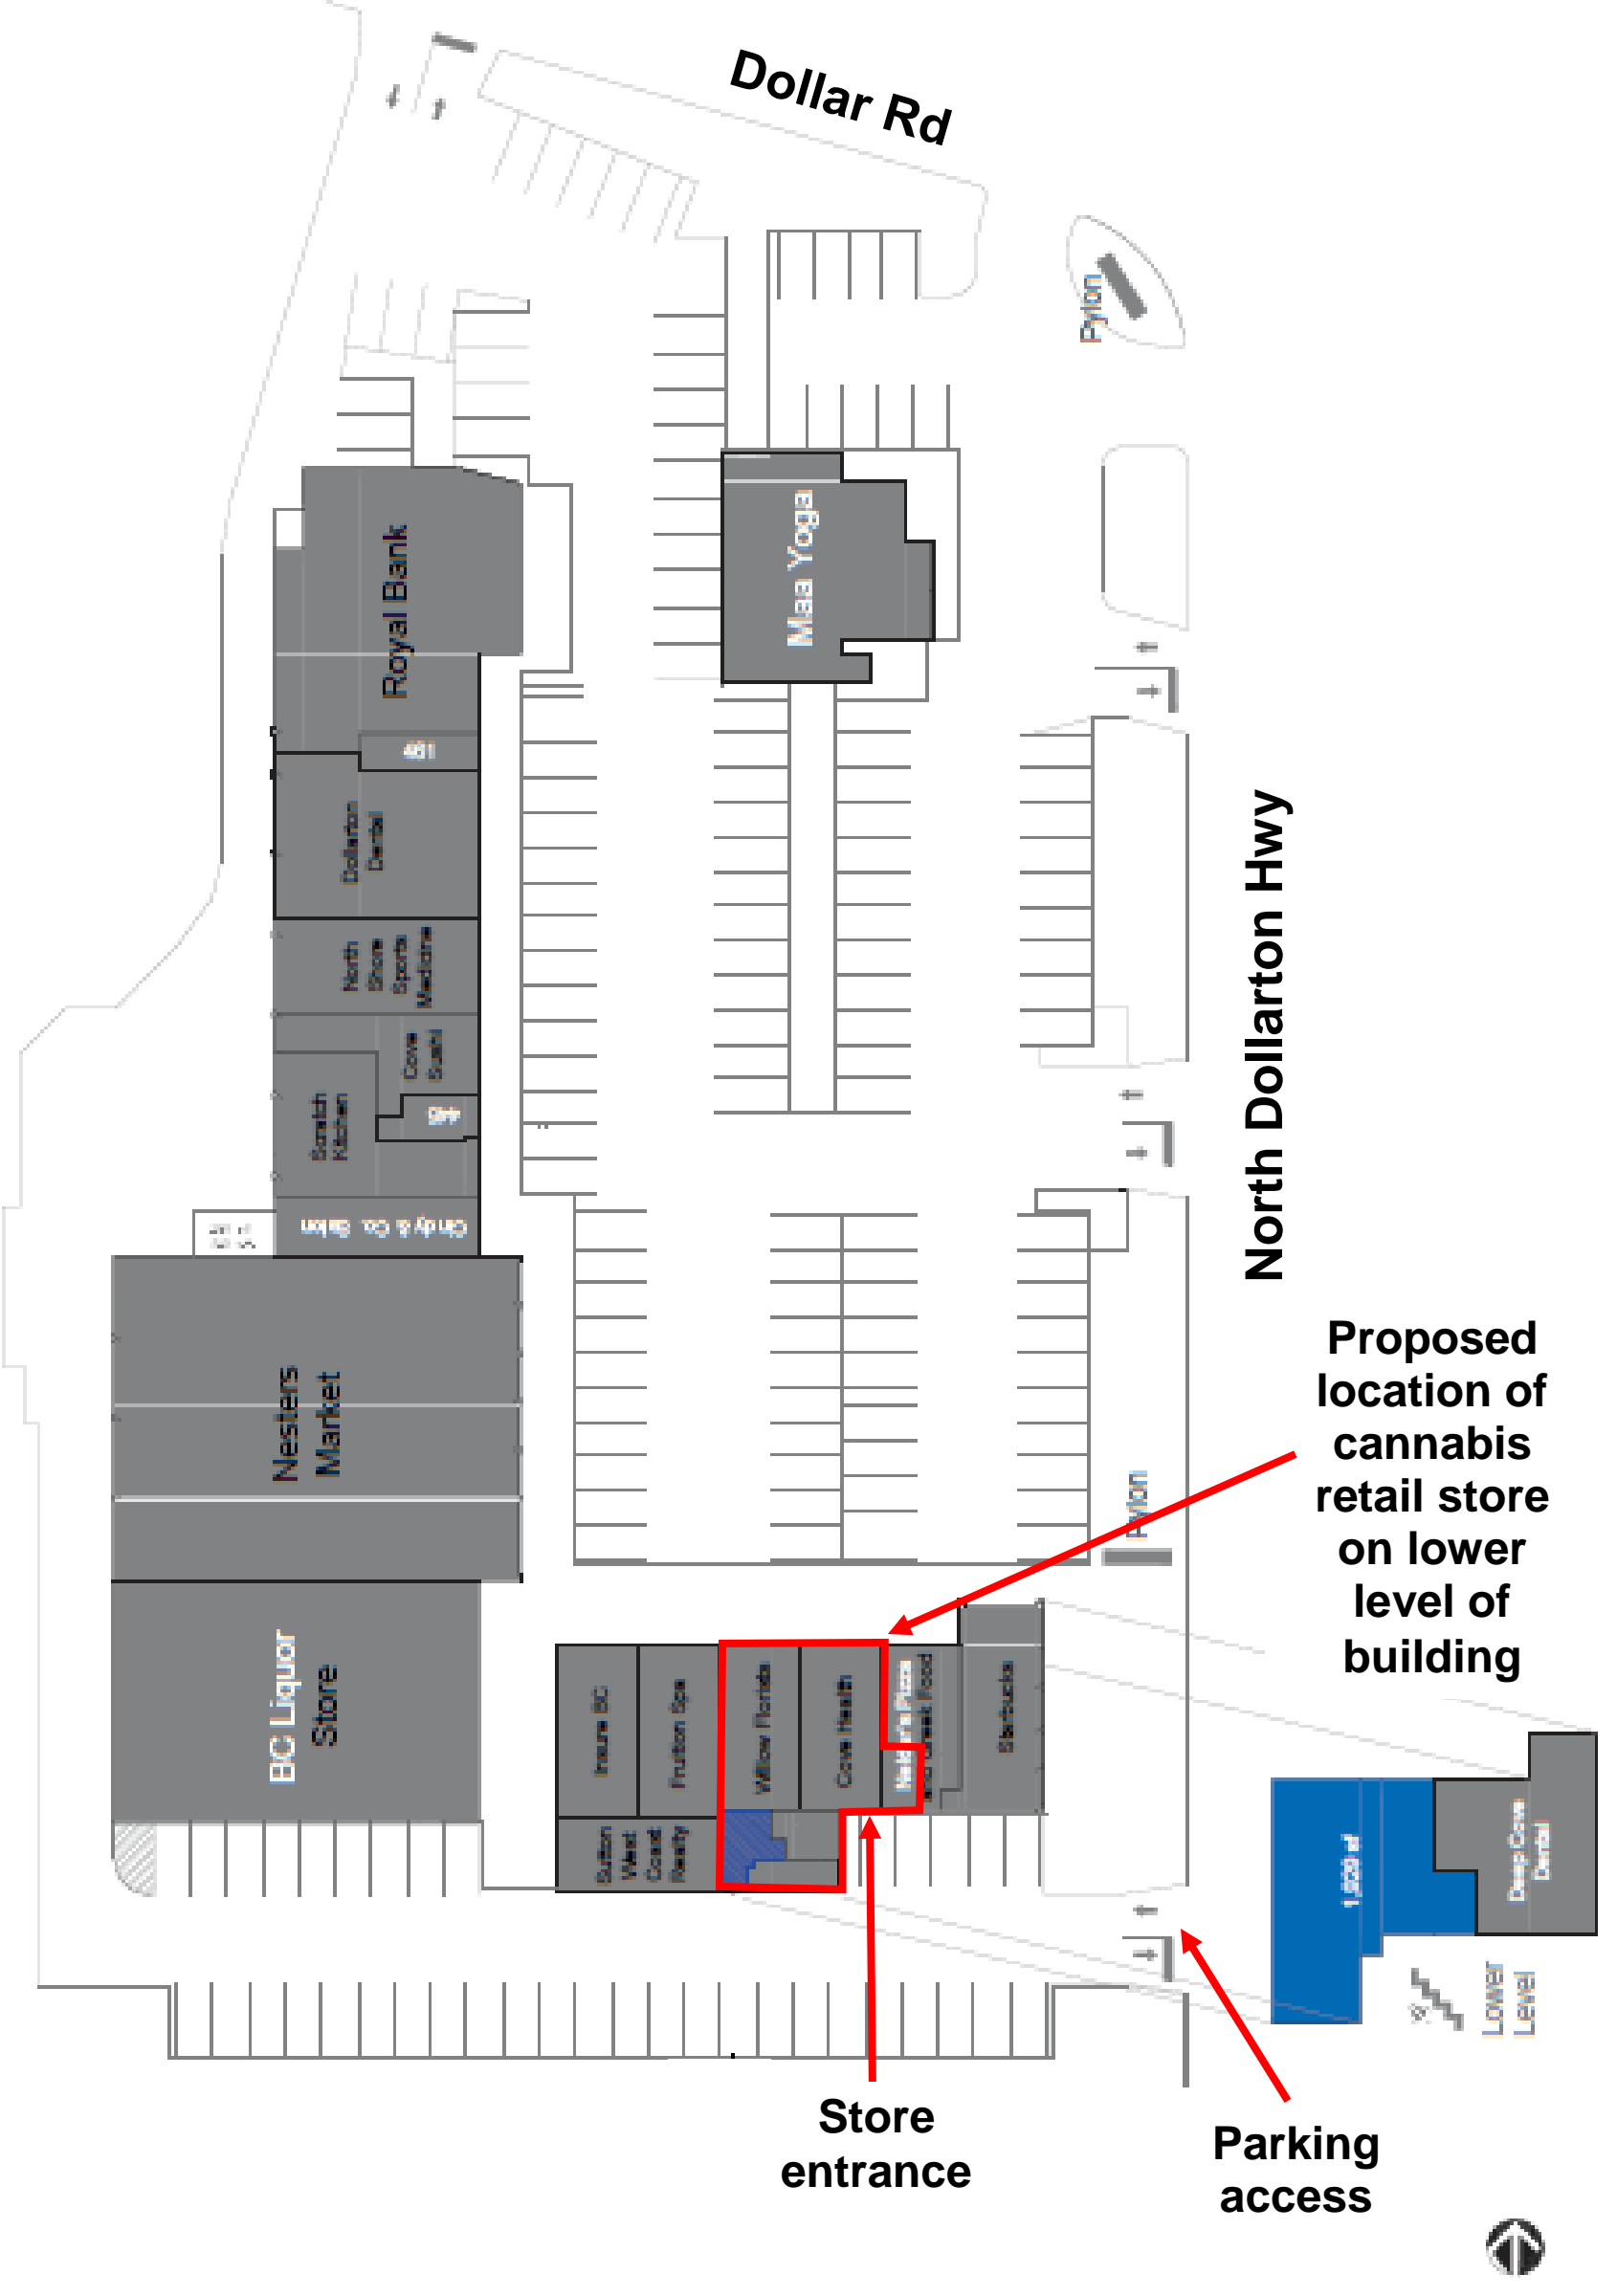 Dollar Rd
Pylon
Royal Bank
Maa Yoga
Dollarton
Dental
North
Shore
Sports
Medicine
Cove
Sushi
Scratch
Kitchen
North Dollarton Hwy
Nesters
Market
Proposed
location of
cannabis
retail store
on lower
level of
building
Pylon
BC Liquor
Store
Insure BC
Fruition Spa
Willow Florists
Cove Health
Starbucks
Sutton
West
Coast
Realty
Deep Cove
Dental
Lower
Level
Store
entrance
Parking
access